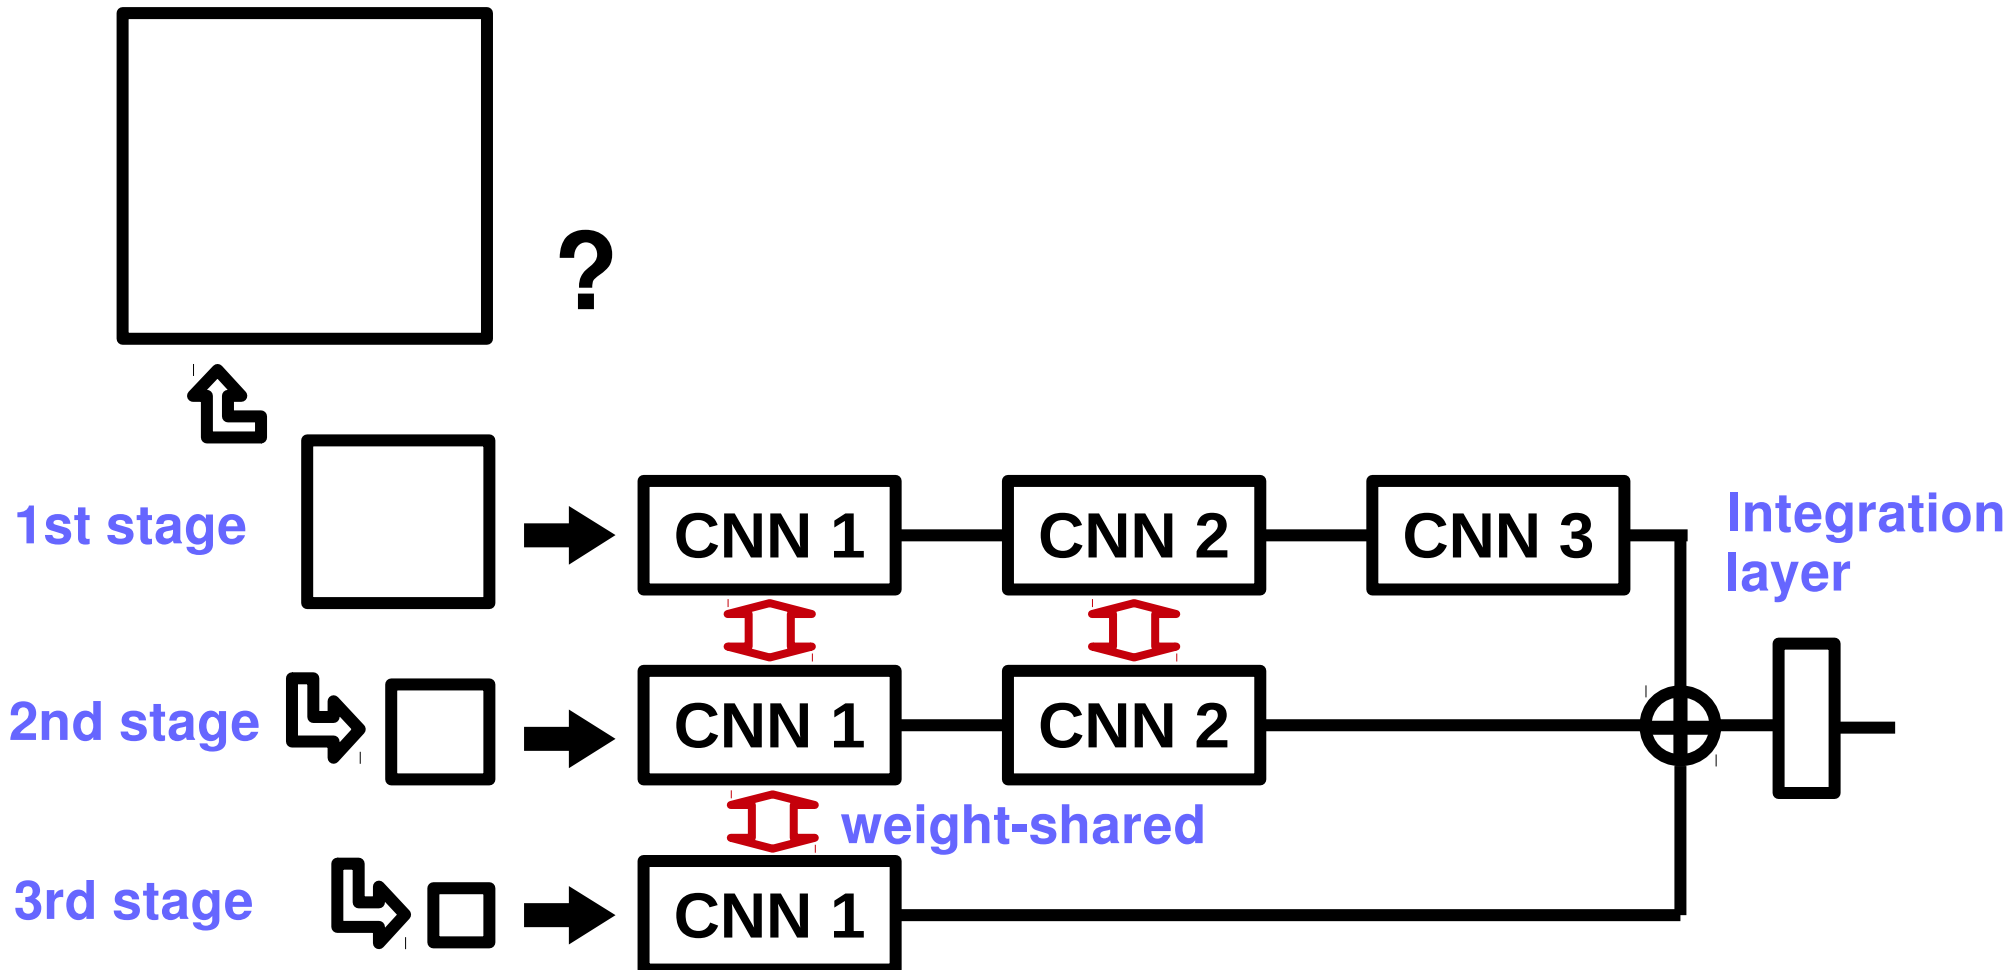 ?
1st stage
CNN 1
CNN 2
CNN 3
Integration
layer
2nd stage
CNN 1
CNN 2
weight-shared
3rd stage
CNN 1